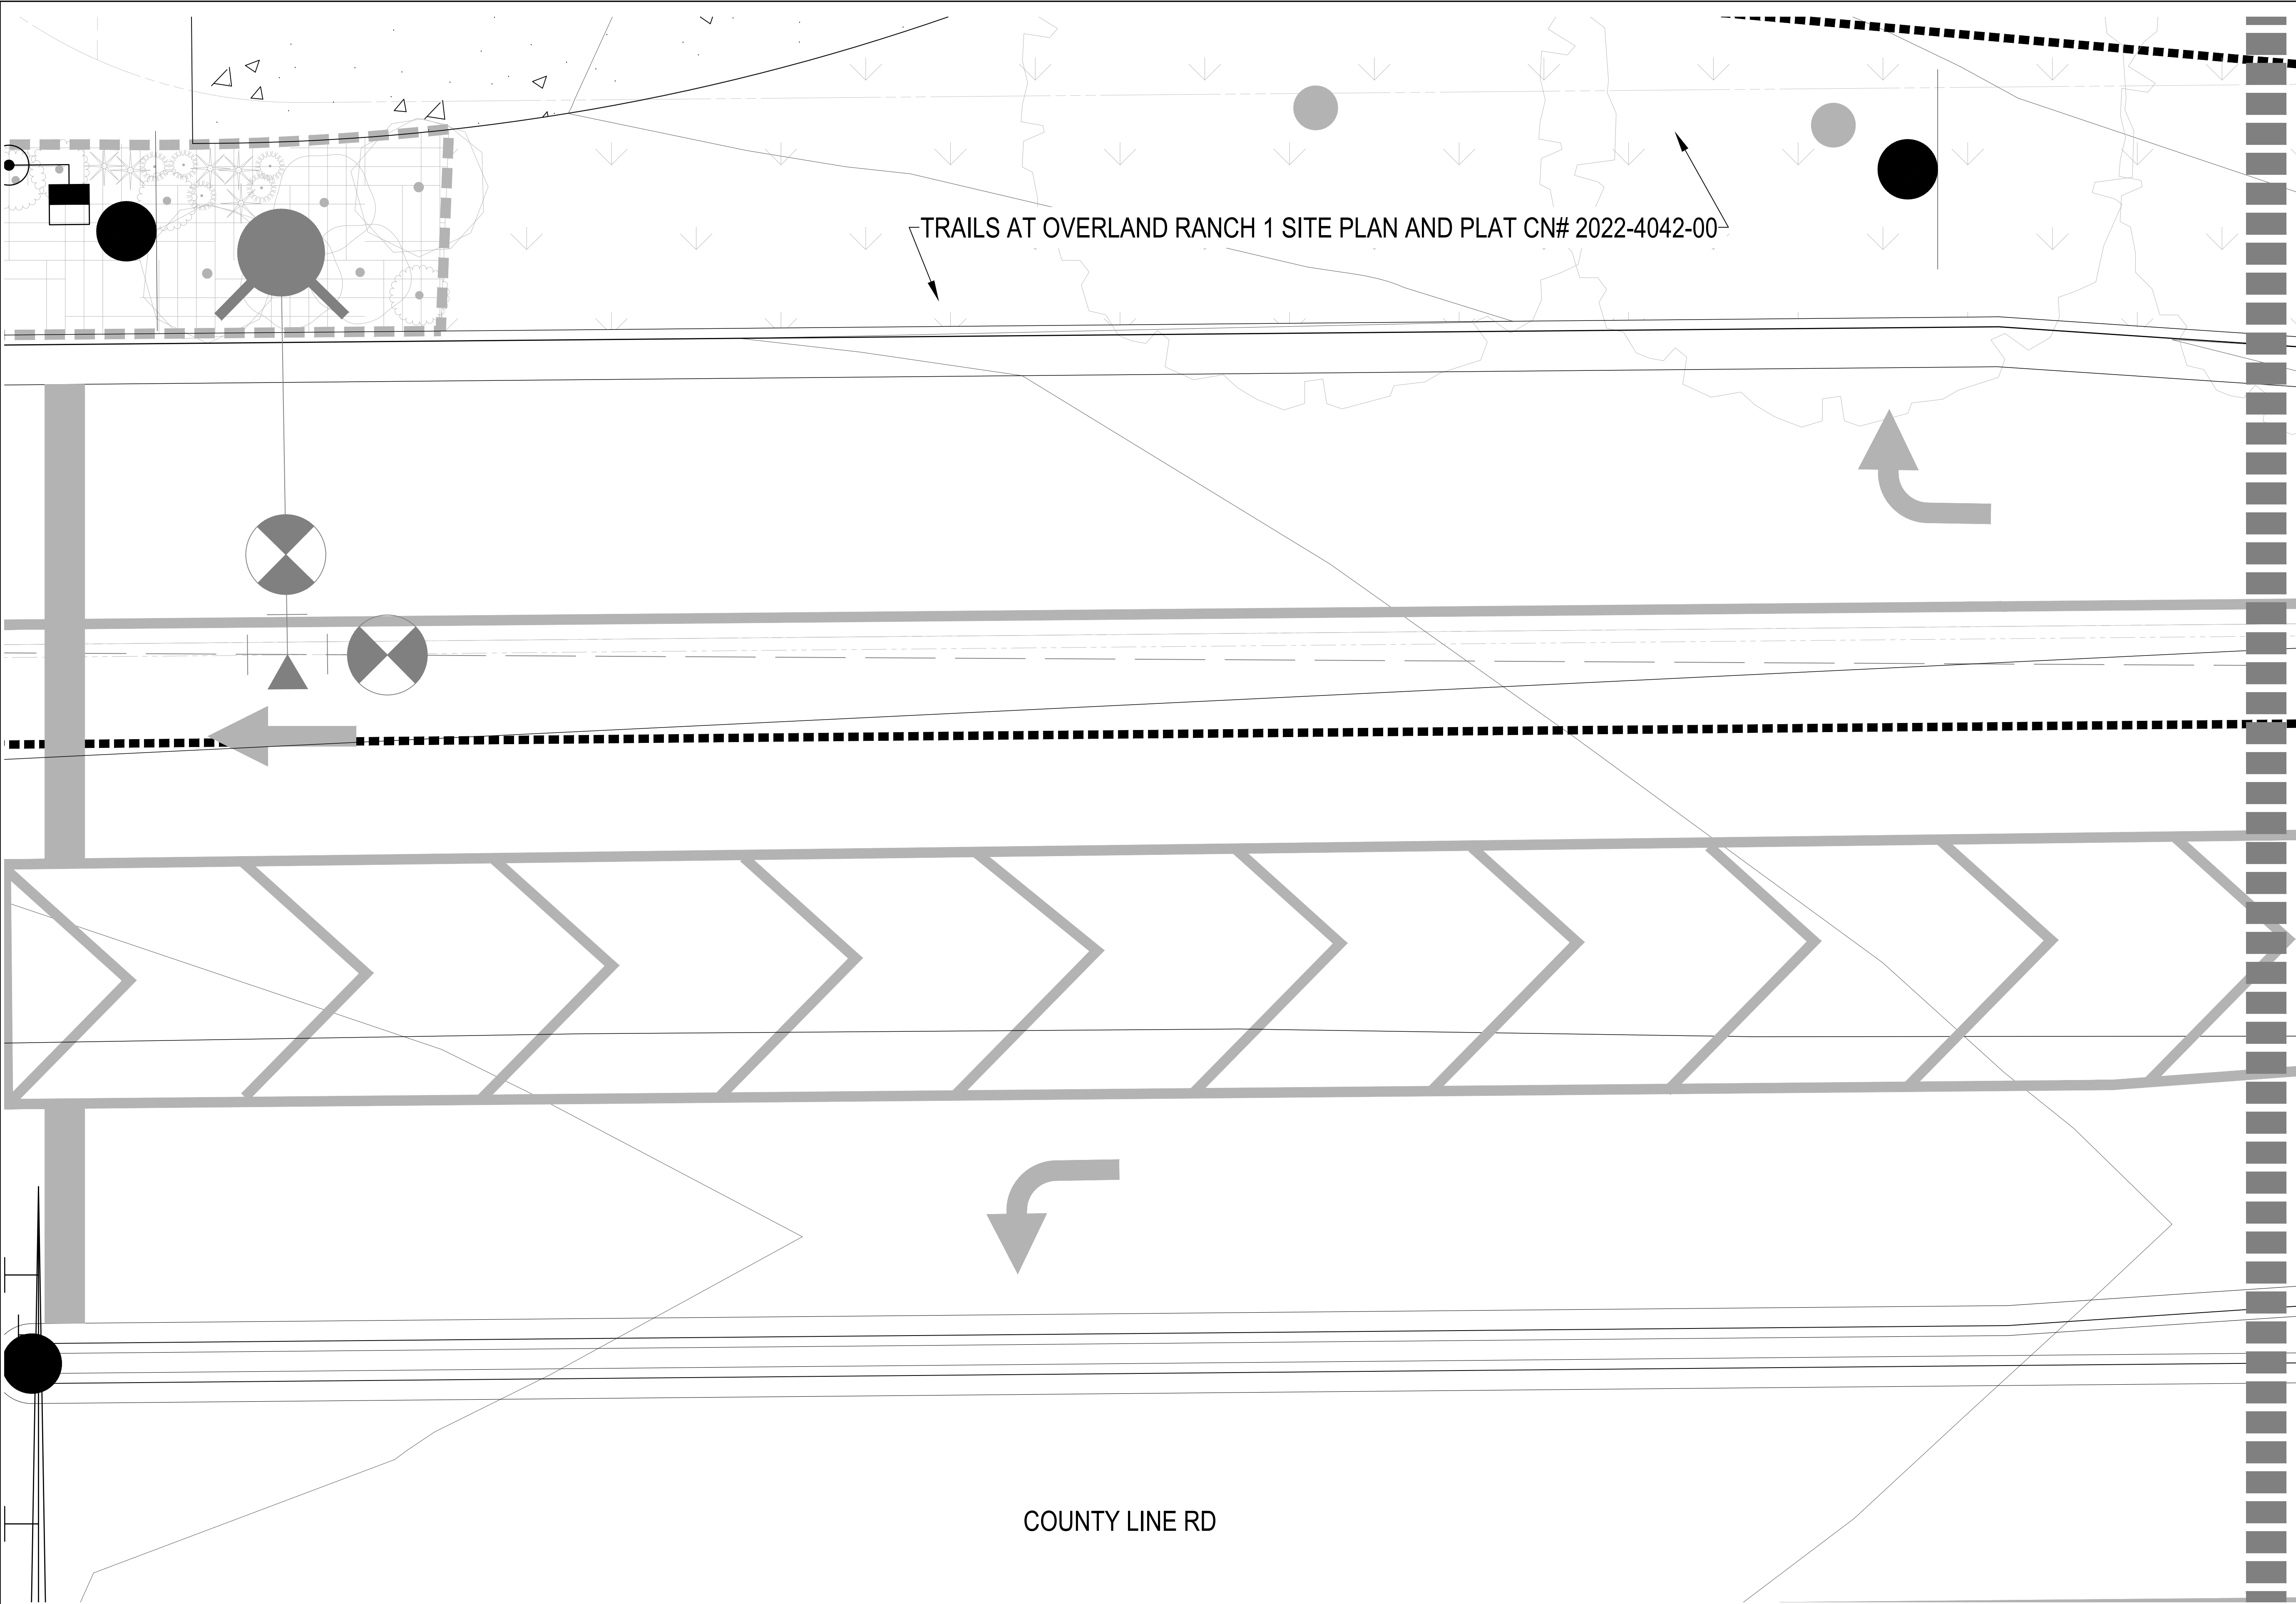 TRAILS AT OVERLAND RANCH 1 SITE PLAN AND PLAT CN# 2022-4042-00
COUNTY LINE RD